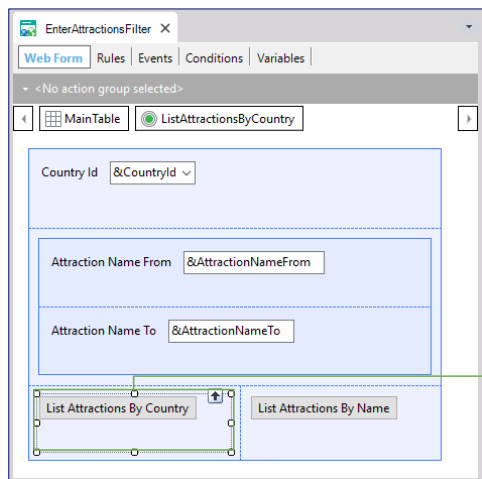 EnterAttractionsFilter
Web Form Rules Events Conditions Variables
<No action group selected>
MainTable ListAttractionsByCountry
Country Id &CountryId
Attraction Name From &AttractionNameFrom
Attraction Name To &AttractionNameTo
List Attractions By Country List Attractions By Name